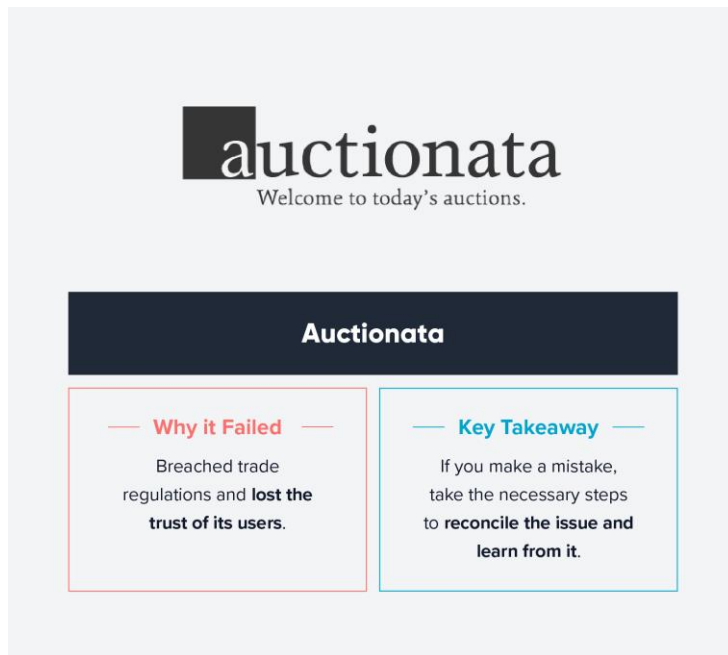 auctionata
Welcome to today's auctions.
Auctionata
Why it Failed
Breached trade
regulations and lost the
trust of its users.
Key Takeaway
If you make a mistake,
take the necessary steps
to reconcile the issue and
learn from it.